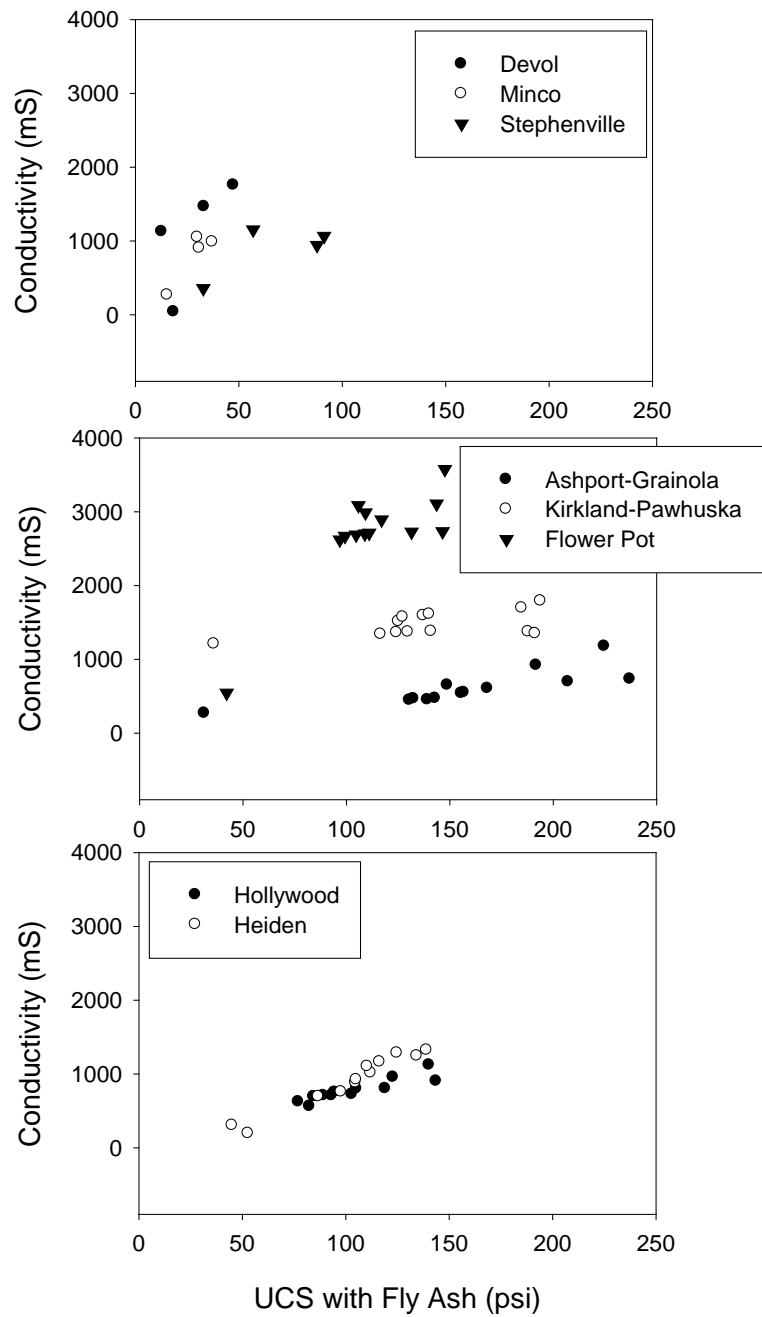 4000
3000
2000
1000
0
Conductivity (mS)
Devol
Minco
Stephenville
0 50 100 150 200 250
4000
3000
2000
1000
0
Conductivity (mS)
Ashport-Grainola
Kirkland-Pawhuska
Flower Pot
0 50 100 150 200 250
4000
3000
2000
1000
0
Conductivity (mS)
Hollywood
Heiden
0 50 100 150 200 250
UCS with Fly Ash (psi)